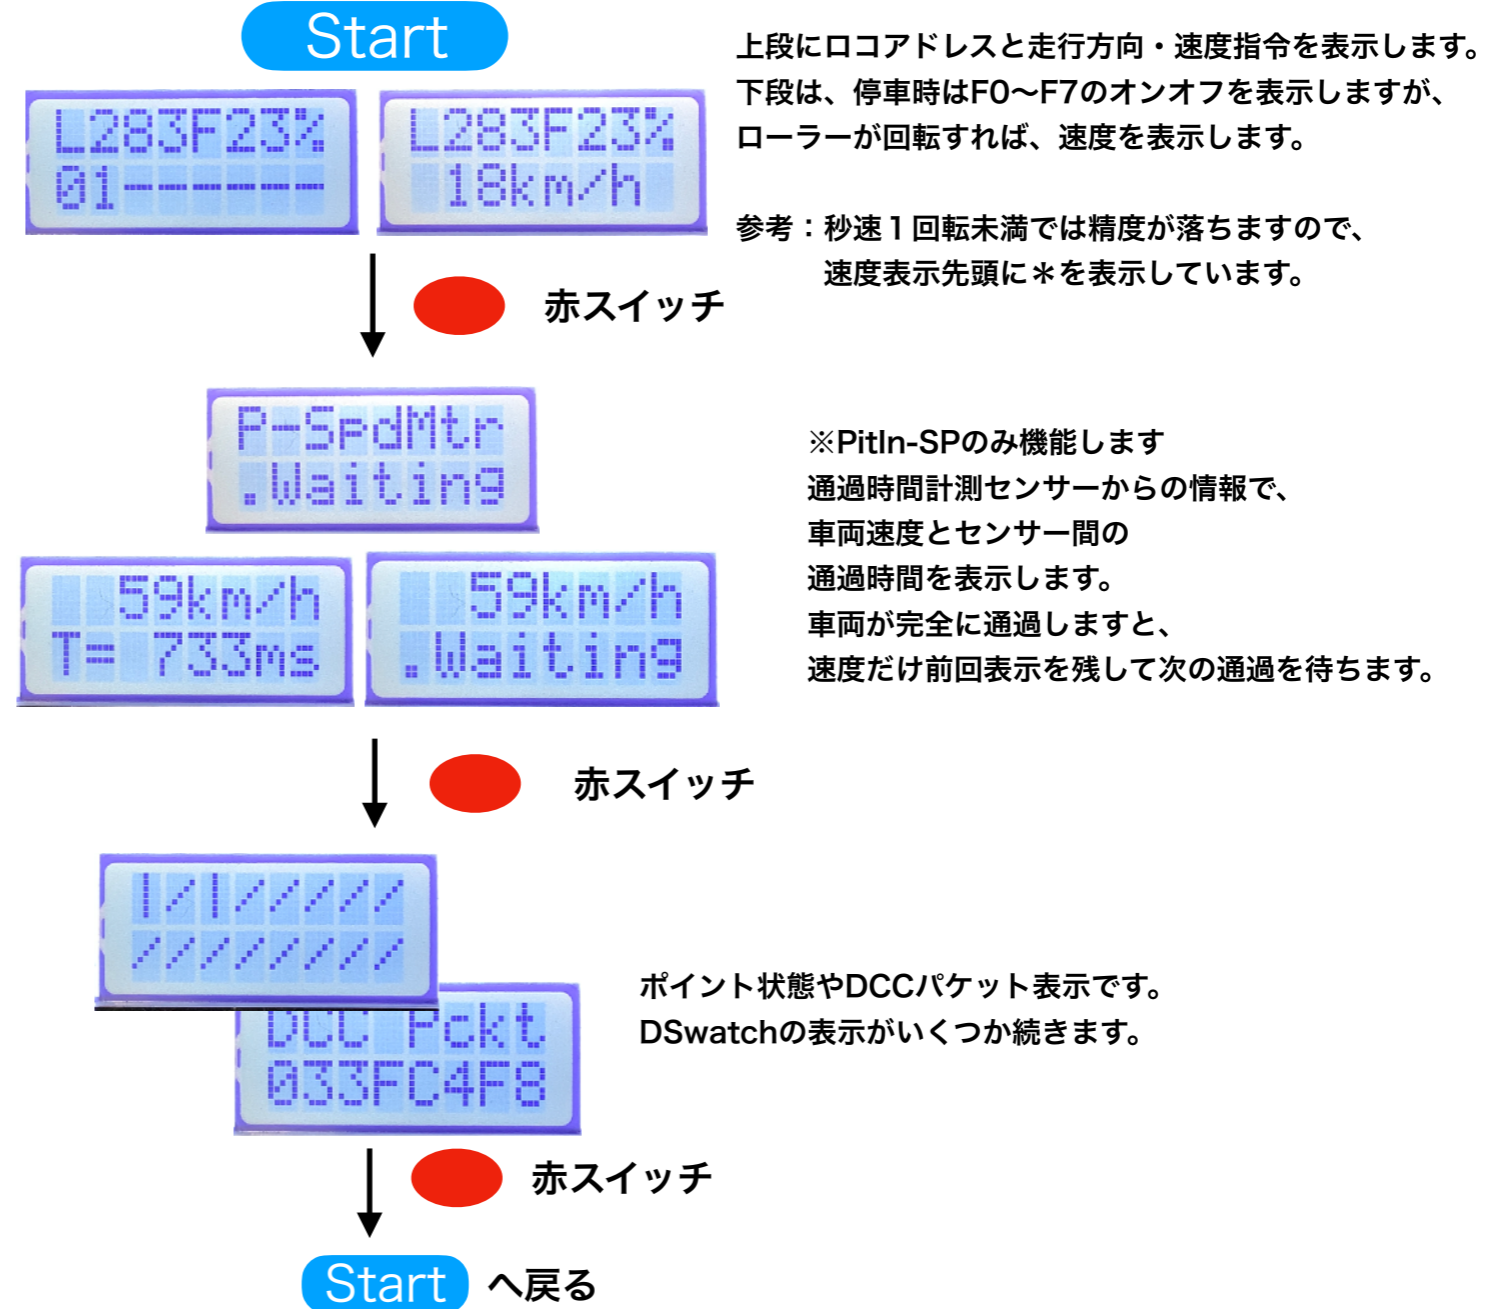 Start
上段にロコアドレスと走行方向・速度指令を表示します。
下段は、停車時はF0〜F7のオンオフを表示しますが、
ローラーが回転すれば、速度を表示します。
L283F23%
01------
L283F23%
18km/h
参考：秒速１回転未満では精度が落ちますので、
速度表示先頭に＊を表示しています。
赤スイッチ
P-SpdMtr
.Waiting
※PitIn-SPのみ機能します
通過時間計測センサーからの情報で、
車両速度とセンサー間の
通過時間を表示します。
車両が完全に通過しますと、
速度だけ前回表示を残して次の通過を待ちます。
59km/h
T= 733ms
59km/h
.Waiting
赤スイッチ
|/|/////
////////
DCC Pckt
033FC4F8
ポイント状態やDCCパケット表示です。
DSwatchの表示がいくつか続きます。
赤スイッチ
Start へ戻る